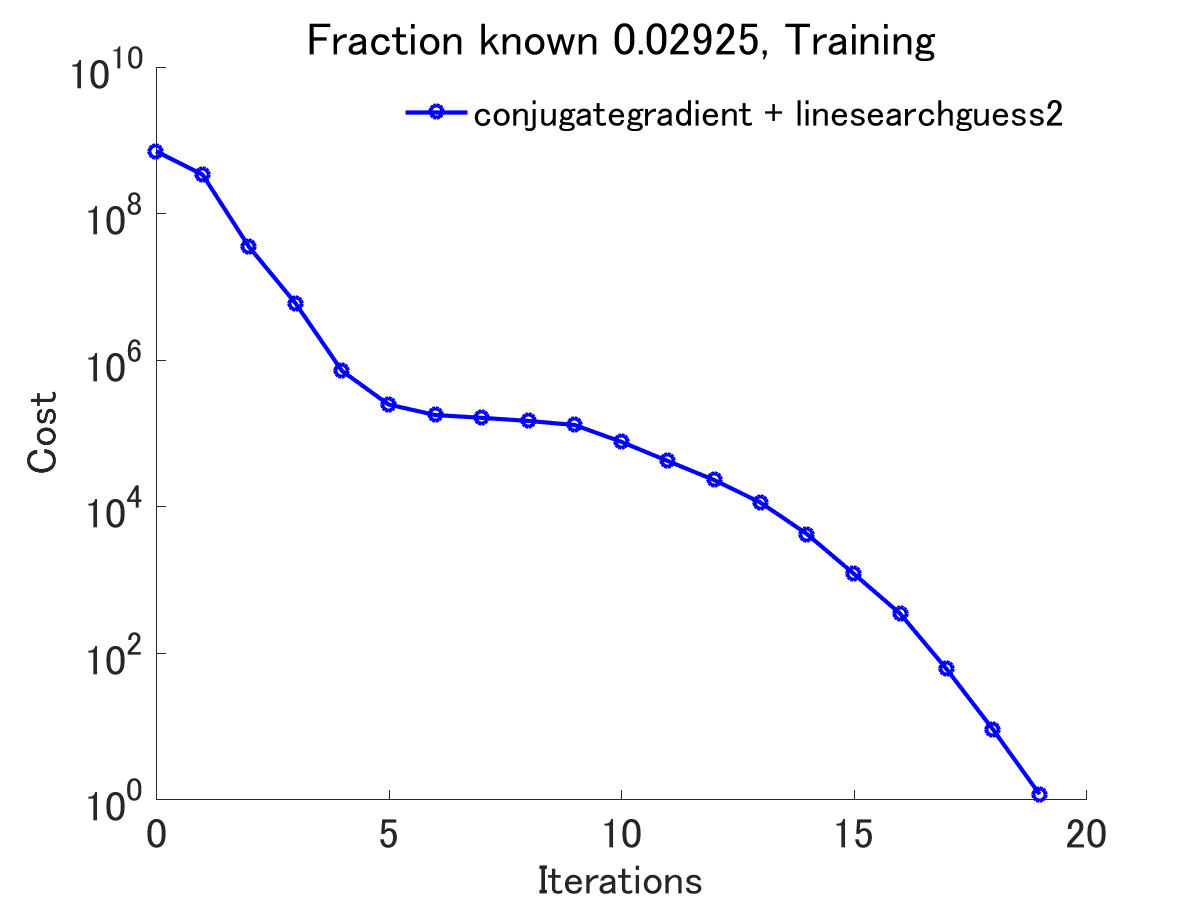 Fraction known 0.02925, Training
conjugategradient + linesearchguess2
10^10
10^8
10^6
10^4
10^2
10^0
Cost
0 5 10 15 20
Iterations